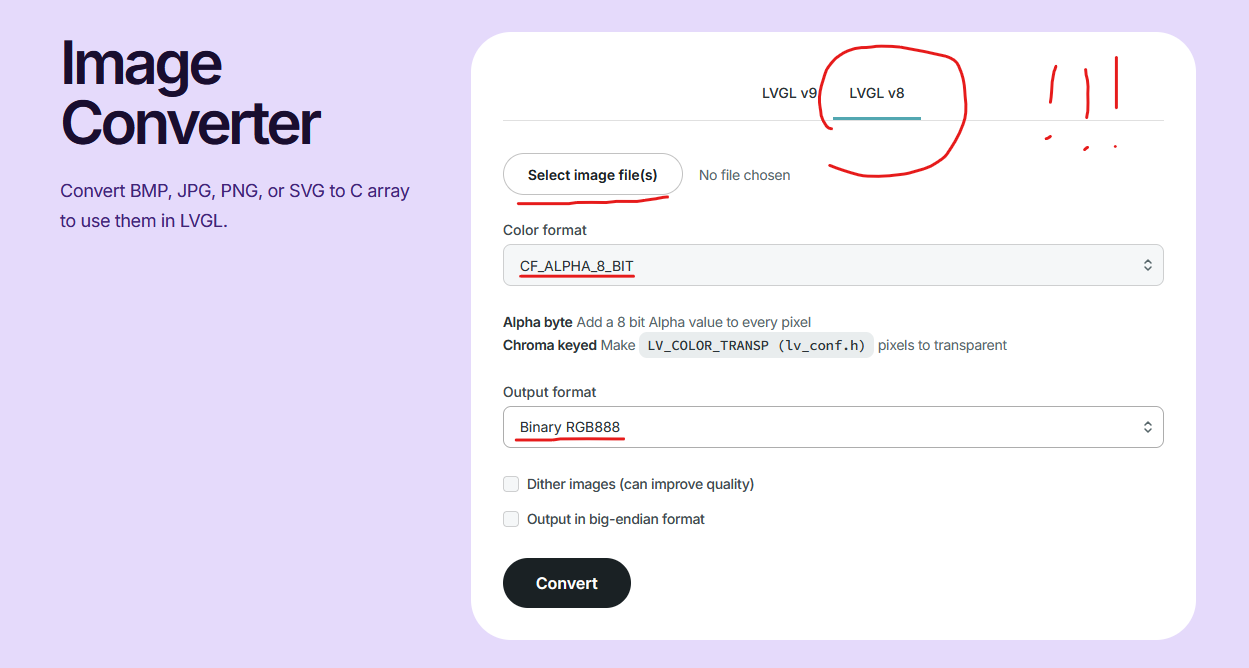 Image
Converter
Convert BMP, JPG, PNG, or SVG to C array
to use them in LVGL.
LVGL v9 LVGL v8
! ! !
Select image file(s) No file chosen
Color format
CF_ALPHA_8_BIT
Alpha byte Add a 8 bit Alpha value to every pixel
Chroma keyed Make LV_COLOR_TRANSP (lv_conf.h) pixels to transparent
Output format
Binary RGB888
Dither images (can improve quality)
Output in big-endian format
Convert